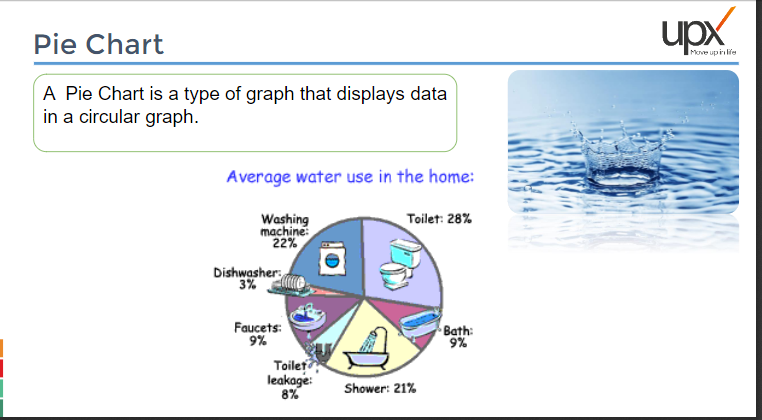 Pie Chart
upx
Move up in life
A Pie Chart is a type of graph that displays data
in a circular graph.
Average water use in the home:
Washing
machine:
22%
Toilet: 28%
Dishwasher:
3%
Faucets:
9%
Bath:
9%
Toilet
leakage:
8%
Shower: 21%